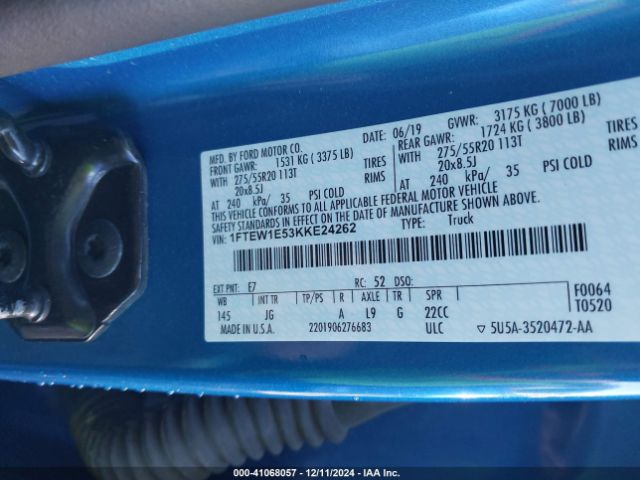 MFD. BY FORD MOTOR CO.
DATE: 06/19 GVWR: 3175 KG ( 7000 LB)
FRONT GAWR: 1531 KG ( 3375 LB) REAR GAWR: 1724 KG ( 3800 LB)
WITH 275/55R20 113T TIRES WITH 275/55R20 113T TIRES
20x8.5J RIMS 20x8.5J RIMS
AT 240 kPa/ 35 PSI COLD AT 240 kPa/ 35 PSI COLD
THIS VEHICLE CONFORMS TO ALL APPLICABLE FEDERAL MOTOR VEHICLE
SAFETY STANDARDS IN EFFECT ON THE DATE OF MANUFACTURE SHOWN ABOVE.
VIN: 1FTEW1E53KKE24262 TYPE: Truck
EXT PNT: E7 RC: 52 DSO:
WB INT TR TP/PS R AXLE TR SPR
145 JG A L9 G 22CC
F0064
T0520
MADE IN U.S.A. 2201906276683 ULC ▽ 5U5A-3520472-AA
000-41068057 - 12/11/2024 - IAA Inc.